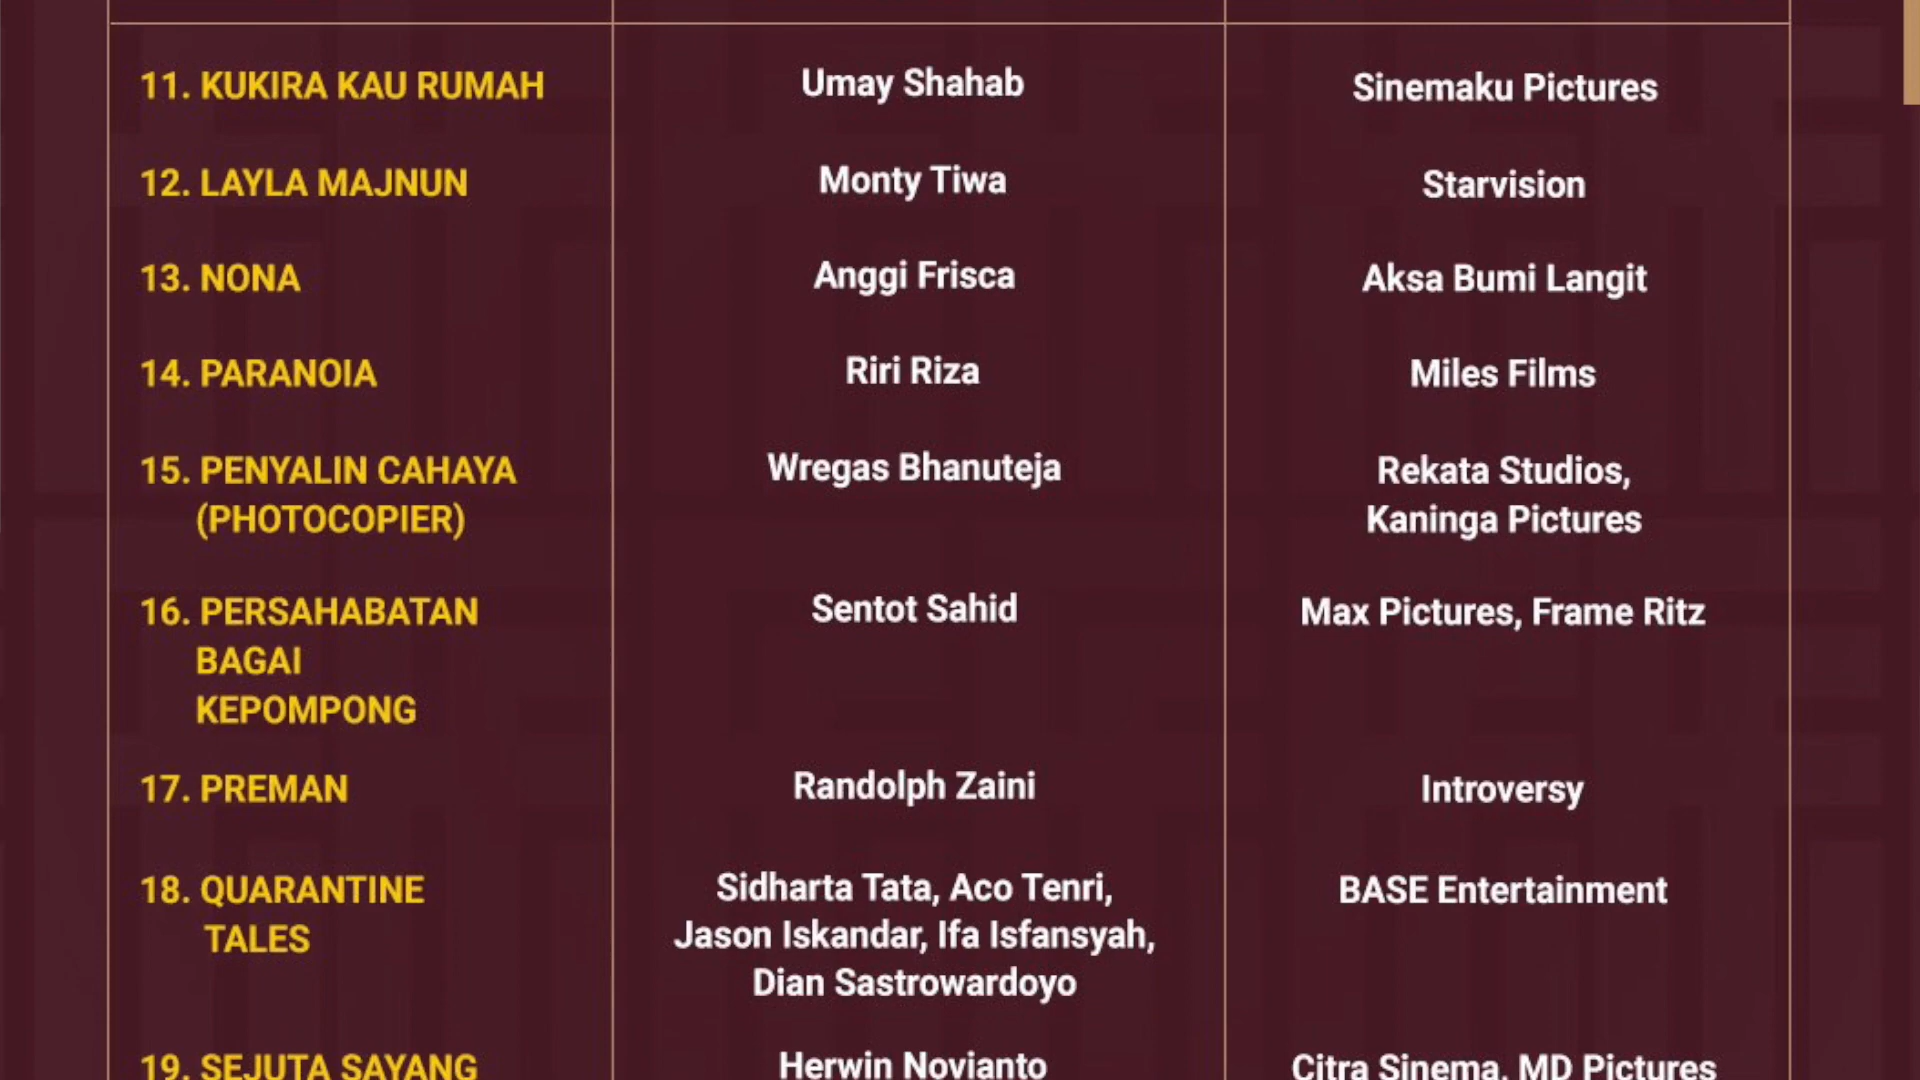 11. KUKIRA KAU RUMAH Umay Shahab Sinemaku Pictures
12. LAYLA MAJNUN Monty Tiwa Starvision
13. NONA Anggi Frisca Aksa Bumi Langit
14. PARANOIA Riri Riza Miles Films
15. PENYALIN CAHAYA Wregas Bhanuteja Rekata Studios,
(PHOTOCOPIER) Kaninga Pictures
16. PERSAHABATAN Sentot Sahid Max Pictures, Frame Ritz
BAGAI
KEPOMPONG
17. PREMAN Randolph Zaini Introversy
18. QUARANTINE Sidharta Tata, Aco Tenri, BASE Entertainment
TALES Jason Iskandar, Ifa Isfansyah,
Dian Sastrowardoyo
19. SEJUTA SAYANG Herwin Novianto Citra Sinema, MD Pictures